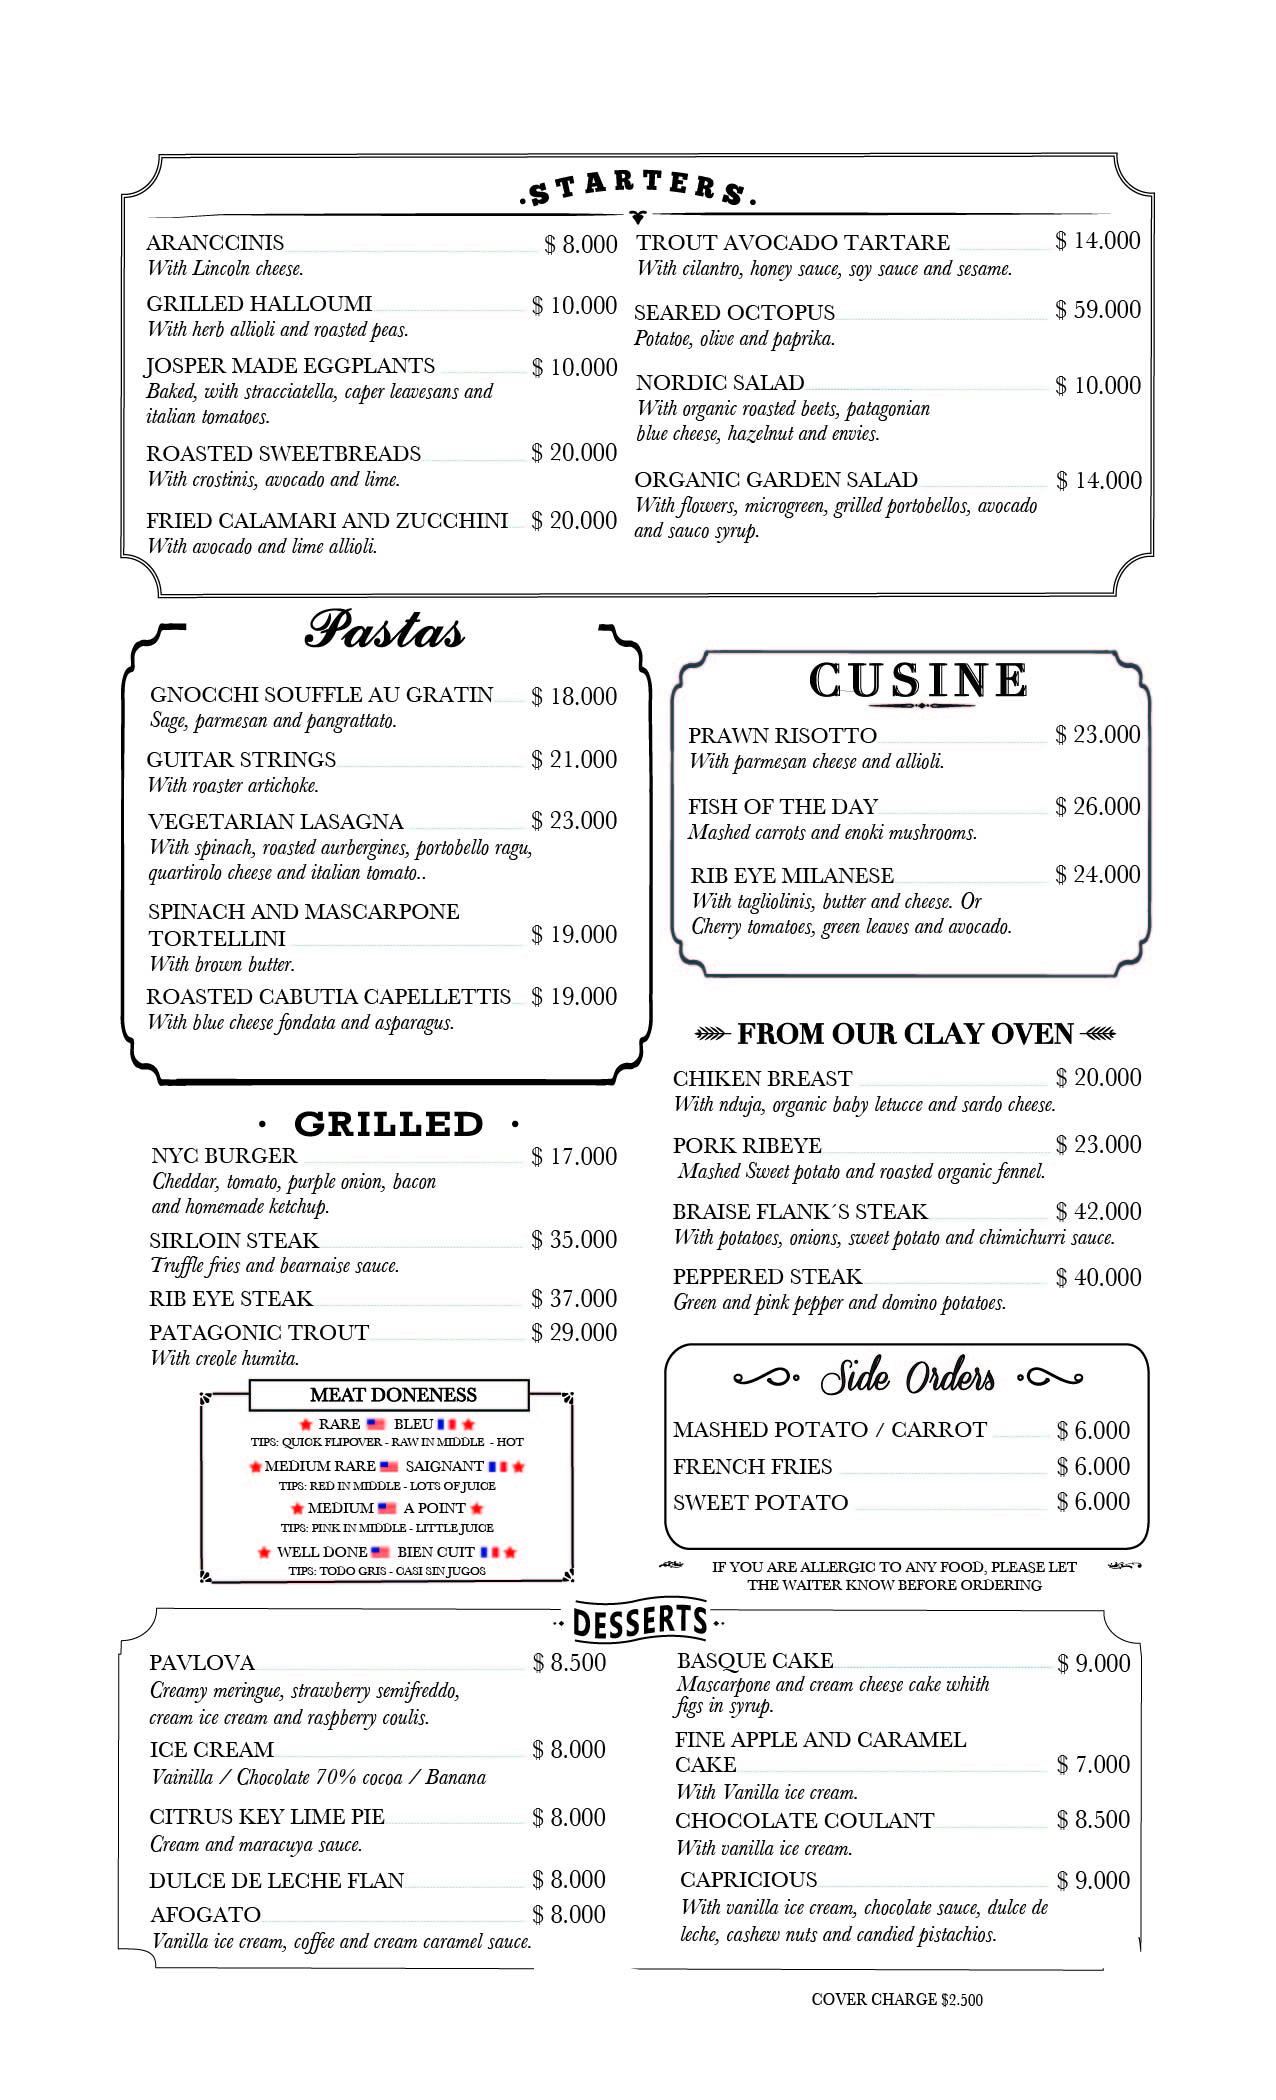 STARTERS
ARANCCINIS $ 8.000
With Lincoln cheese.
GRILLED HALLOUMI $ 10.000
With herb allioli and roasted peas.
JOSPER MADE EGGPLANTS $ 10.000
Baked, with stracciatella, caper leavesans and
italian tomatoes.
ROASTED SWEETBREADS $ 20.000
With crostinis, avocado and lime.
FRIED CALAMARI AND ZUCCHINI $ 20.000
With avocado and lime allioli.
TROUT AVOCADO TARTARE $ 14.000
With cilantro, honey sauce, soy sauce and sesame.
SEARED OCTOPUS $ 59.000
Potatoe, olive and paprika.
NORDIC SALAD $ 10.000
With organic roasted beets, patagonian
blue cheese, hazelnut and envies.
ORGANIC GARDEN SALAD $ 14.000
With flowers, microgreen, grilled portobellos, avocado
and sauco syrup.
Pastas
GNOCCHI SOUFFLE AU GRATIN $ 18.000
Sage, parmesan and pangrattato.
GUITAR STRINGS $ 21.000
With roaster artichoke.
VEGETARIAN LASAGNA $ 23.000
With spinach, roasted aurbergines, portobello ragu,
quartirolo cheese and italian tomato..
SPINACH AND MASCARPONE
TORTELLINI $ 19.000
With brown butter.
ROASTED CABUTIA CAPELLETTIS $ 19.000
With blue cheese fondata and asparagus.
CUSINE
PRAWN RISOTTO $ 23.000
With parmesan cheese and allioli.
FISH OF THE DAY $ 26.000
Mashed carrots and enoki mushrooms.
RIB EYE MILANESE $ 24.000
With tagliolinis, butter and cheese. Or
Cherry tomatoes, green leaves and avocado.
FROM OUR CLAY OVEN
CHIKEN BREAST $ 20.000
With nduja, organic baby letucce and sardo cheese.
PORK RIBEYE $ 23.000
Mashed Sweet potato and roasted organic fennel.
BRAISE FLANK´S STEAK $ 42.000
With potatoes, onions, sweet potato and chimichurri sauce.
PEPPERED STEAK $ 40.000
Green and pink pepper and domino potatoes.
· GRILLED ·
NYC BURGER $ 17.000
Cheddar, tomato, purple onion, bacon
and homemade ketchup.
SIRLOIN STEAK $ 35.000
Truffle fries and bearnaise sauce.
RIB EYE STEAK $ 37.000
PATAGONIC TROUT $ 29.000
With creole humita.
MEAT DONENESS
RARE BLEU
TIPS: QUICK FLIPOVER - RAW IN MIDDLE - HOT
MEDIUM RARE SAIGNANT
TIPS: RED IN MIDDLE - LOTS OF JUICE
MEDIUM A POINT
TIPS: PINK IN MIDDLE - LITTLE JUICE
WELL DONE BIEN CUIT
TIPS: TODO GRIS - CASI SIN JUGOS
Side Orders
MASHED POTATO / CARROT $ 6.000
FRENCH FRIES $ 6.000
SWEET POTATO $ 6.000
IF YOU ARE ALLERGIC TO ANY FOOD, PLEASE LET
THE WAITER KNOW BEFORE ORDERING
DESSERTS
PAVLOVA $ 8.500
Creamy meringue, strawberry semifreddo,
cream ice cream and raspberry coulis.
ICE CREAM $ 8.000
Vainilla / Chocolate 70% cocoa / Banana
CITRUS KEY LIME PIE $ 8.000
Cream and maracuya sauce.
DULCE DE LECHE FLAN $ 8.000
AFOGATO $ 8.000
Vanilla ice cream, coffee and cream caramel sauce.
BASQUE CAKE $ 9.000
Mascarpone and cream cheese cake whith
figs in syrup.
FINE APPLE AND CARAMEL
CAKE $ 7.000
With Vanilla ice cream.
CHOCOLATE COULANT $ 8.500
With vanilla ice cream.
CAPRICIOUS $ 9.000
With vanilla ice cream, chocolate sauce, dulce de
leche, cashew nuts and candied pistachios.
COVER CHARGE $2.500